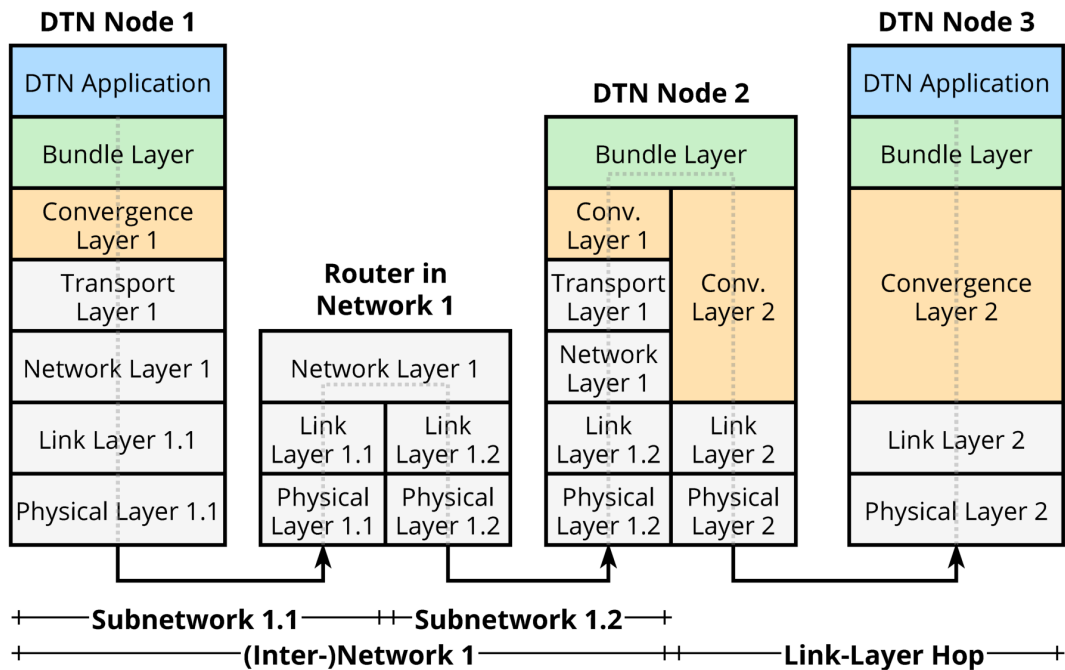 DTN Node 1
DTN Application
Bundle Layer
Convergence
Layer 1
Transport
Layer 1
Network Layer 1
Link Layer 1.1
Physical Layer 1.1
Router in
Network 1
Network Layer 1
Link
Layer 1.1
Link
Layer 1.2
Physical
Layer 1.1
Physical
Layer 1.2
DTN Node 2
Bundle Layer
Conv.
Layer 1
Transport
Layer 1
Network
Layer 1
Link
Layer 1.2
Physical
Layer 1.2
Conv.
Layer 2
Link
Layer 2
Physical
Layer 2
DTN Node 3
DTN Application
Bundle Layer
Convergence
Layer 2
Link Layer 2
Physical Layer 2
Subnetwork 1.1
Subnetwork 1.2
(Inter-)Network 1
Link-Layer Hop